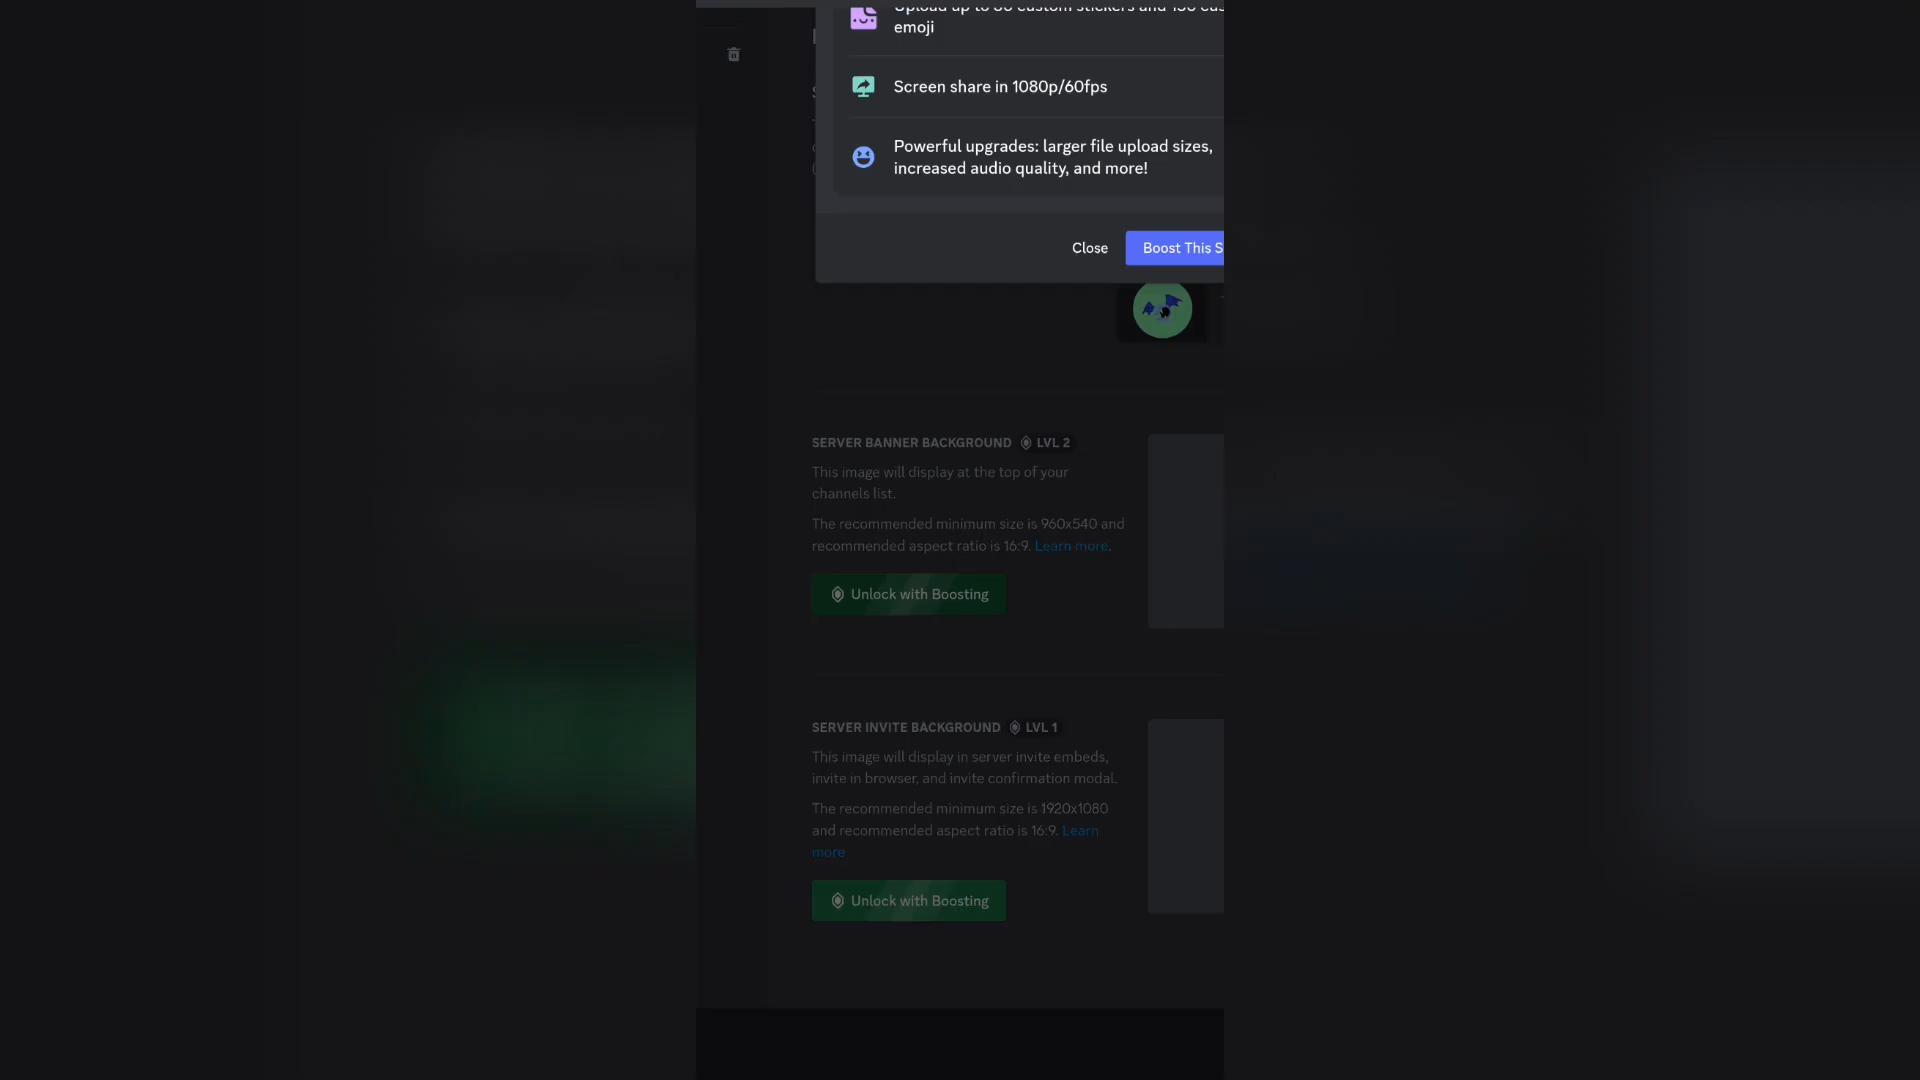 emoji
Screen share in 1080p/60fps
Powerful upgrades: larger file upload sizes,
increased audio quality, and more!
Close
Boost This S
SERVER BANNER BACKGROUND LVL 2
This image will display at the top of your
channels list.
The recommended minimum size is 960x540 and
recommended aspect ratio is 16:9. Learn more.
Unlock with Boosting
SERVER INVITE BACKGROUND LVL 1
This image will display in server invite embeds,
invite in browser, and invite confirmation modal.
The recommended minimum size is 1920x1080
and recommended aspect ratio is 16:9. Learn
more
Unlock with Boosting